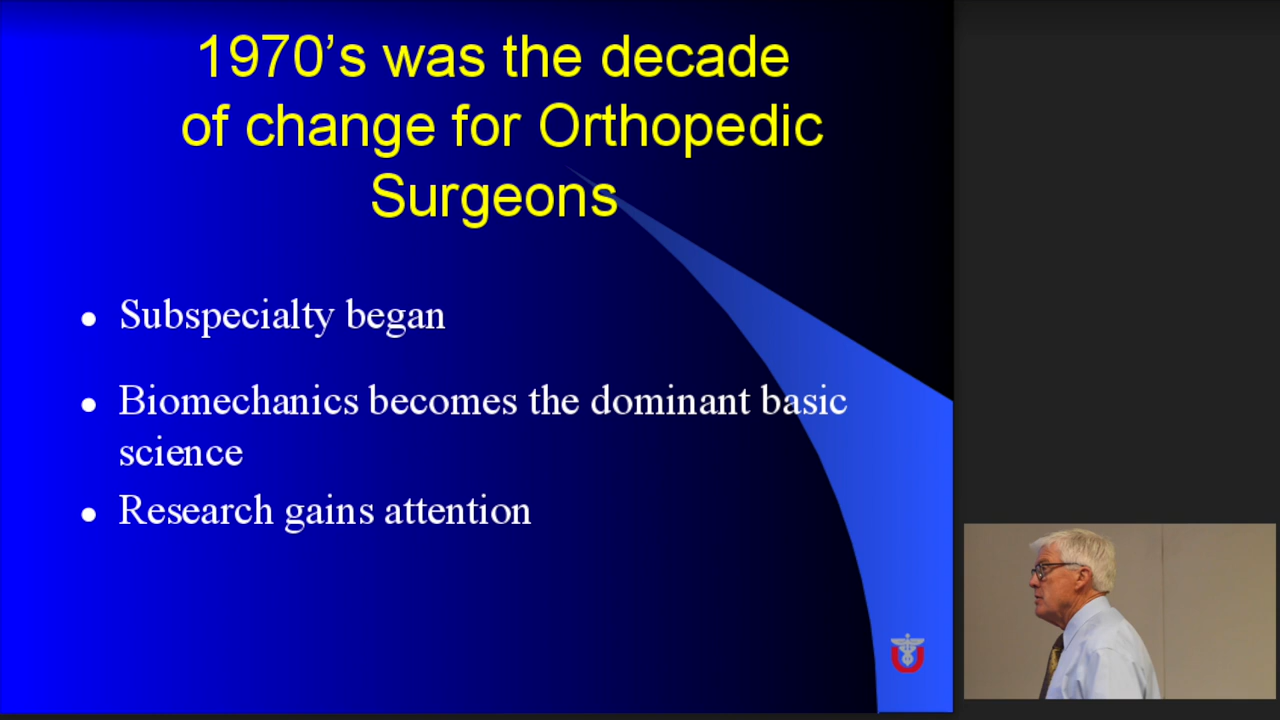 1970’s was the decade
of change for Orthopedic
Surgeons
● Subspecialty began
● Biomechanics becomes the dominant basic
science
● Research gains attention